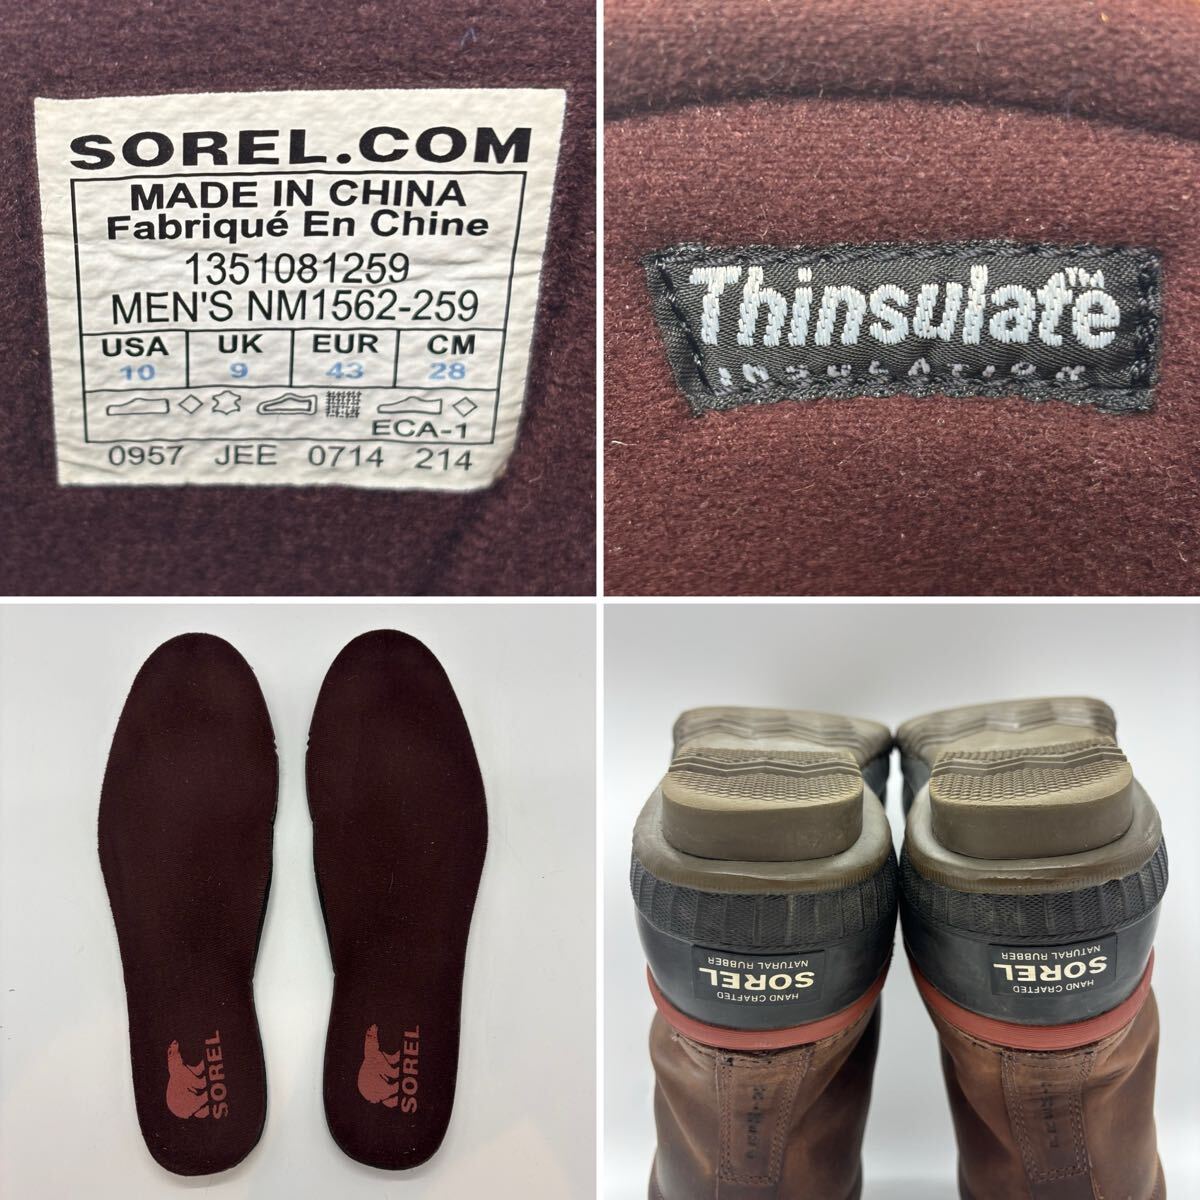 SOREL.COM
MADE IN CHINA
Fabriqué En Chine
1351081259
MEN'S NM1562-259
USA UK EUR CM
10 9 43 28
ECA-1
0957 JEE 0714 214
Thinsulate™
INSULATION
SOREL
SOREL
HAND CRAFTED
SOREL
NATURAL RUBBER
HAND CRAFTED
SOREL
NATURAL RUBBER